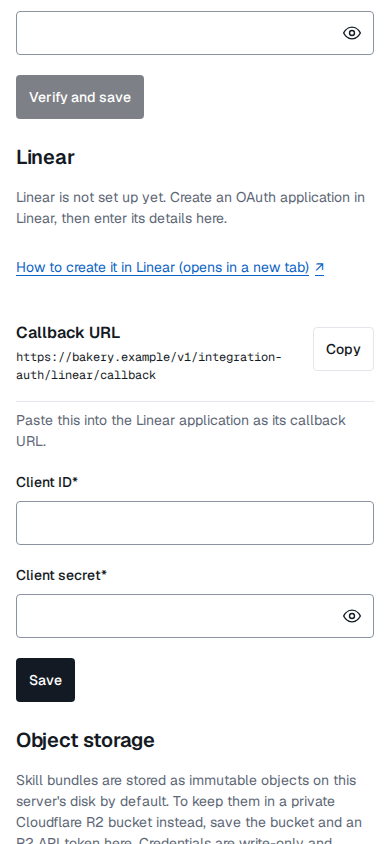 Verify and save
Linear
Linear is not set up yet. Create an OAuth application in
Linear, then enter its details here.
How to create it in Linear (opens in a new tab)
Callback URL
https://bakery.example/v1/integration-
auth/linear/callback
Copy
Paste this into the Linear application as its callback
URL.
Client ID*
Client secret*
Save
Object storage
Skill bundles are stored as immutable objects on this
server's disk by default. To keep them in a private
Cloudflare R2 bucket instead, save the bucket and an
R2 API token here. Credentials are write-only and